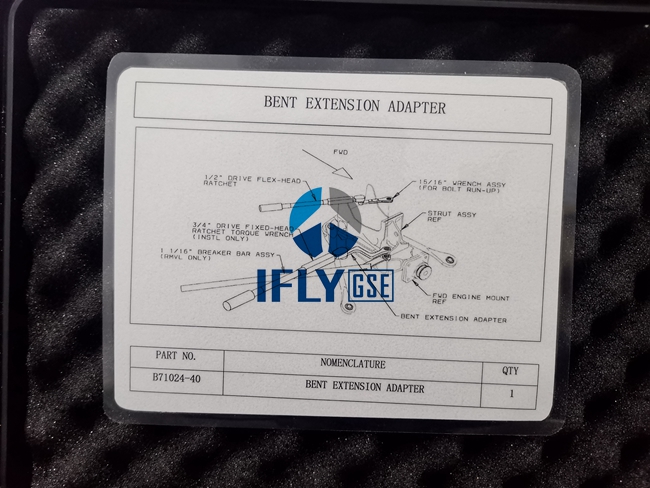 BENT EXTENSION ADAPTER
FWD
1/2" DRIVE FLEX-HEAD
RATCHET
15/16" WRENCH ASSY
(FOR BOLT RUN-UP)
STRUT ASSY
REF
3/4" DRIVE FIXED-HEAD
RATCHET TORQUE WRENCH
(INSTL ONLY)
1 1/16" BREAKER BAR ASSY
(RMVL ONLY)
IFLY GSE
FWD ENGINE MOUNT
REF
BENT EXTENSION ADAPTER
PART NO. NOMENCLATURE QTY
B71024-40 BENT EXTENSION ADAPTER 1